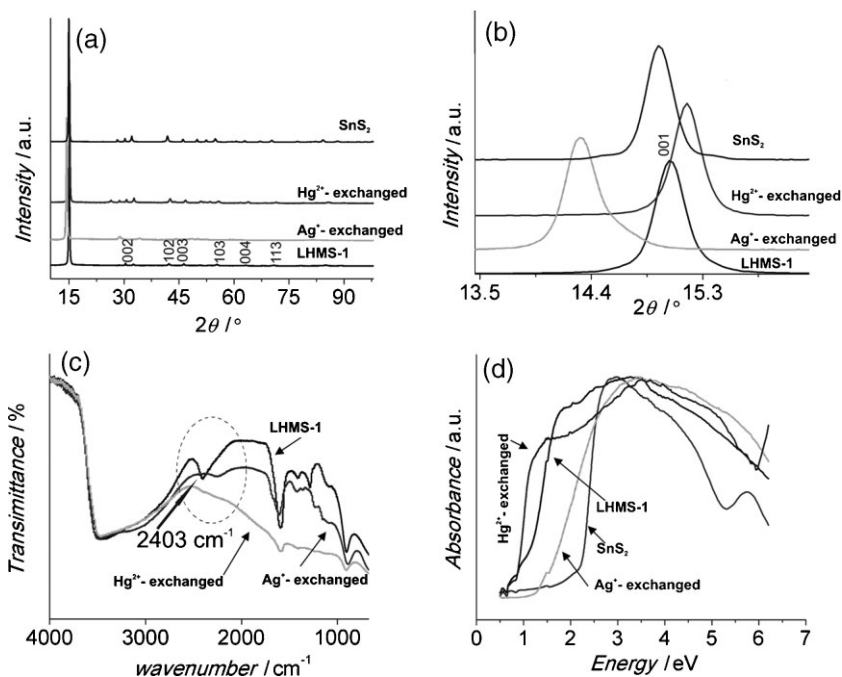 (a)
Intensity / a.u.
SnS₂
Hg²⁺- exchanged
Ag⁺- exchanged
LHMS-1
002
102
003
103
004
113
15 30 45 60 75 90
2θ / °
(b)
Intensity / a.u.
SnS₂
001
Hg²⁺- exchanged
Ag⁺- exchanged
LHMS-1
13.5 14.4 15.3
2θ / °
(c)
Transimittance / %
LHMS-1
2403 cm⁻¹
Hg²⁺- exchanged
Ag⁺- exchanged
4000 3000 2000 1000
wavenumber / cm⁻¹
(d)
Absorbance / a.u.
Hg²⁺- exchanged
LHMS-1
SnS₂
Ag⁺- exchanged
0 1 2 3 4 5 6 7
Energy / eV